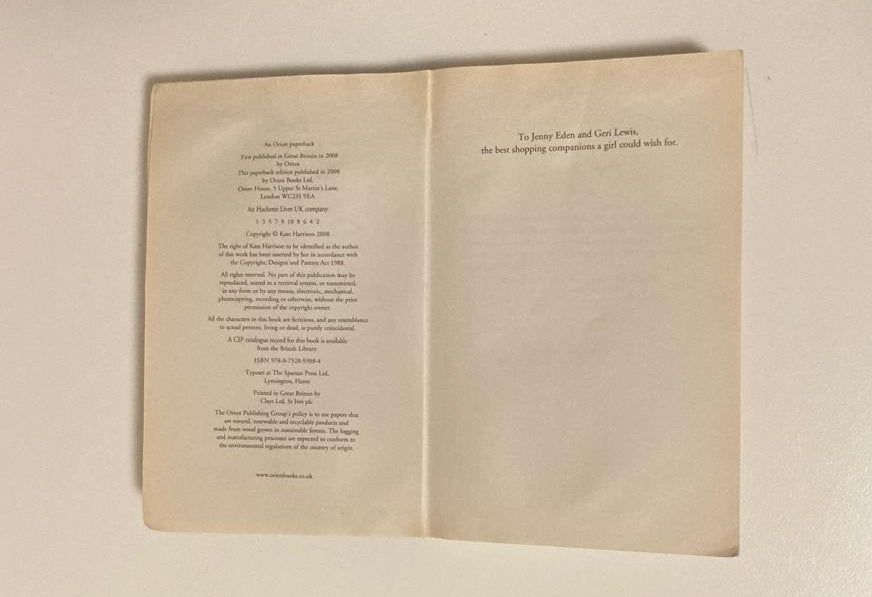 An Orion paperback
First published in Great Britain in 2008
by Orion
This paperback edition published in 2008
by Orion Books Ltd,
Orion House, 5 Upper St Martin's Lane,
London WC2H 9EA
An Hachette Livre UK company
1 3 5 7 9 10 8 6 4 2
Copyright © Kate Harrison 2008
The right of Kate Harrison to be identified as the author
of this work has been asserted by her in accordance with
the Copyright, Designs and Patents Act 1988.
All rights reserved. No part of this publication may be
reproduced, stored in a retrieval system, or transmitted,
in any form or by any means, electronic, mechanical,
photocopying, recording or otherwise, without the prior
permission of the copyright owner.
All the characters in this book are fictitious, and any resemblance
to actual persons, living or dead, is purely coincidental.
A CIP catalogue record for this book is available
from the British Library.
ISBN 978-0-7528-9388-4
Typeset at The Spartan Press Ltd,
Lymington, Hants
Printed in Great Britain by
Clays Ltd, St Ives plc
The Orion Publishing Group's policy is to use papers that
are natural, renewable and recyclable products and
made from wood grown in sustainable forests. The logging
and manufacturing processes are expected to conform to
the environmental regulations of the country of origin.
www.orionbooks.co.uk
To Jenny Eden and Geri Lewis,
the best shopping companions a girl could wish for.